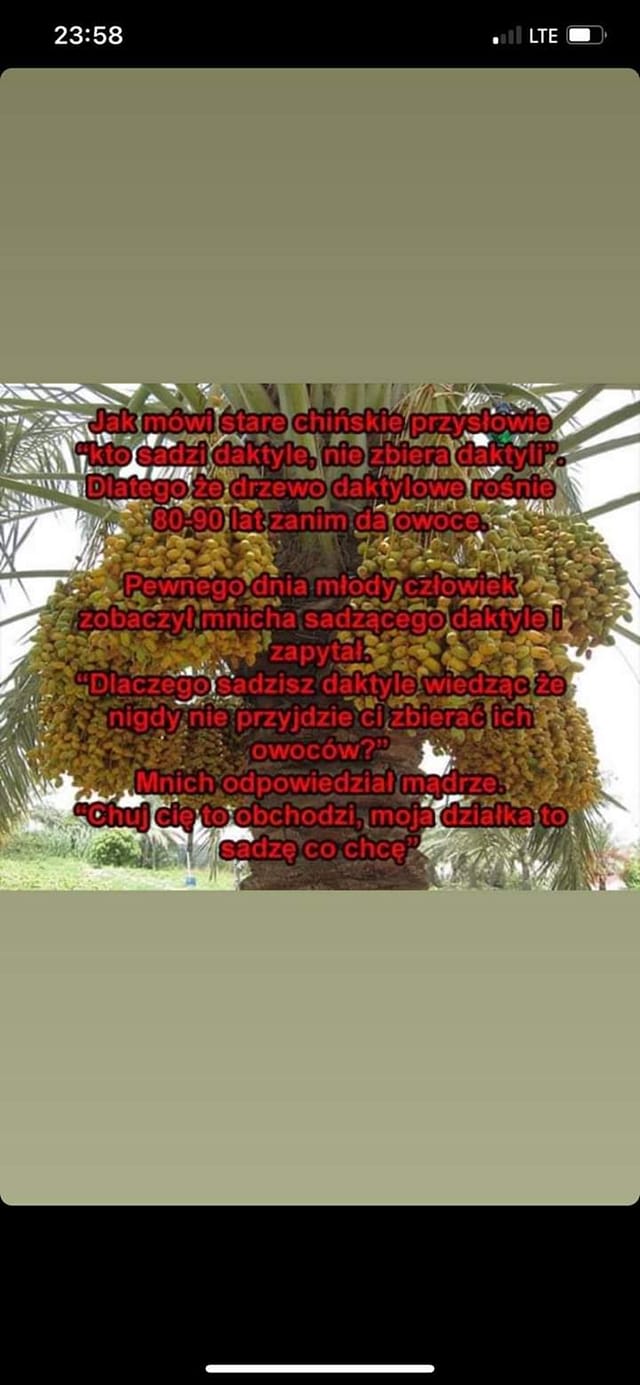 23:58
LTE
Jak mówi stare chińskie przysłowie
“kto sadzi daktyle, nie zbiera daktyli”.
Dlatego że drzewo daktylowe rośnie
80-90 lat zanim da owoce.
Pewnego dnia młody człowiek
zobaczył mnicha sadzącego daktyle i
zapytał.
“Dlaczego sadzisz daktyle wiedząc że
nigdy nie przyjdzie ci zbierać ich
owoców?”
Mnich odpowiedział mądrze.
“Chuj cię to obchodzi, moja działka to
sadzę co chcę”